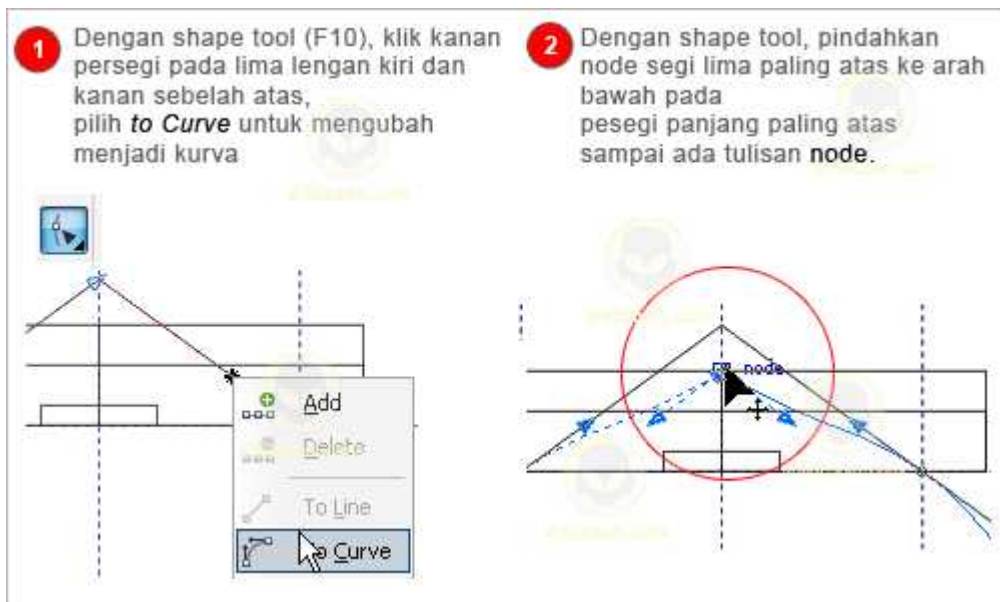 1
Dengan shape tool (F10), klik kanan
persegi pada lima lengan kiri dan
kanan sebelah atas,
pilih to Curve untuk mengubah
menjadi kurva
2
Dengan shape tool, pindahkan
node segi lima paling atas ke arah
bawah pada
pesegi panjang paling atas
sampai ada tulisan node.
Add
Delete
To Line
To Curve
node